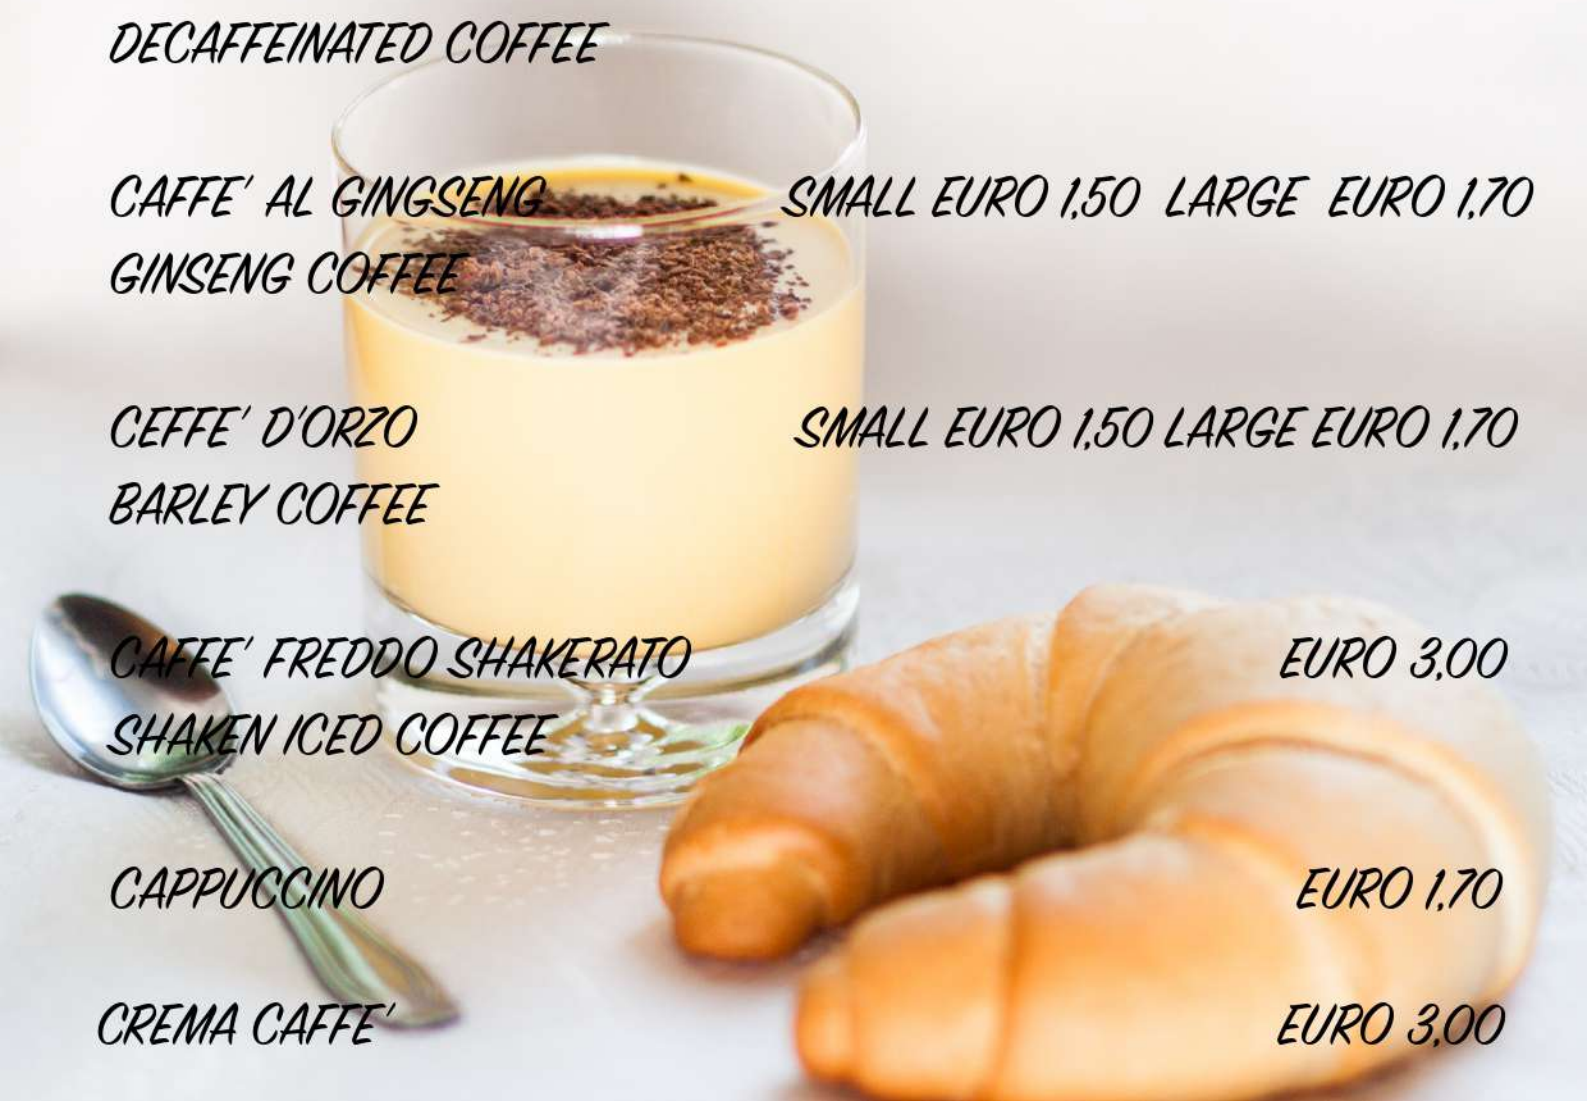 DECAFFEINATED COFFEE
CAFFE' AL GINGSENG SMALL EURO 1,50 LARGE EURO 1,70
GINSENG COFFEE
CEFFE' D'ORZO SMALL EURO 1,50 LARGE EURO 1,70
BARLEY COFFEE
CAFFE' FREDDO SHAKERATO EURO 3,00
SHAKEN ICED COFFEE
CAPPUCCINO EURO 1,70
CREMA CAFFE' EURO 3,00